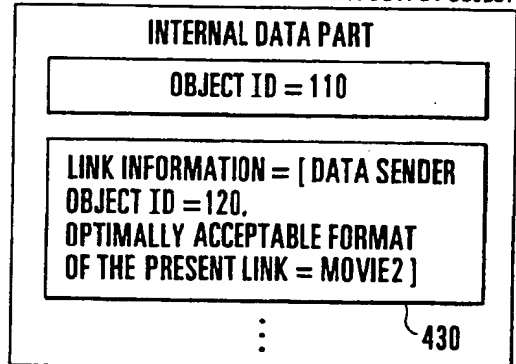 INTERNAL DATA PART
OBJECT ID = 110
LINK INFORMATION = [ DATA SENDER
OBJECT ID = 120,
OPTIMALLY ACCEPTABLE FORMAT
OF THE PRESENT LINK = MOVIE2 ]
430